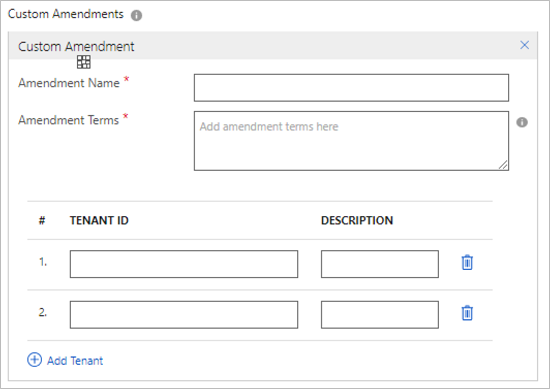 Custom Amendments
Custom Amendment
Amendment Name *
Amendment Terms *
Add amendment terms here
# TENANT ID DESCRIPTION
1.
2.
Add Tenant